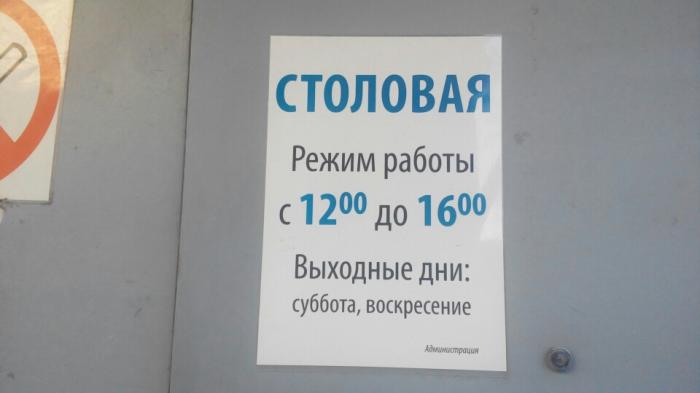 СТОЛОВАЯ
Режим работы
с 12⁰⁰ до 16⁰⁰
Выходные дни:
суббота, воскресение
Администрация